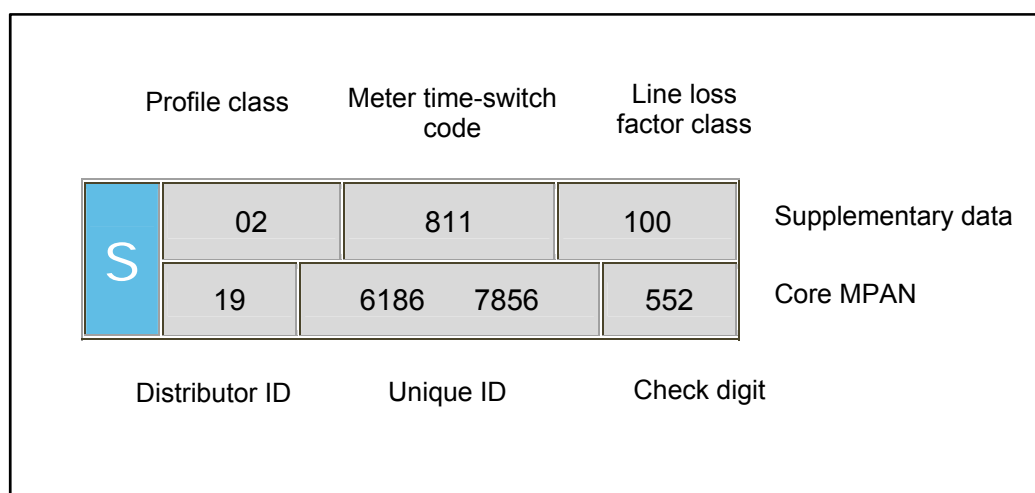 Profile class Meter time-switch code Line loss factor class
S 02 811 100 Supplementary data
19 6186 7856 552 Core MPAN
Distributor ID Unique ID Check digit